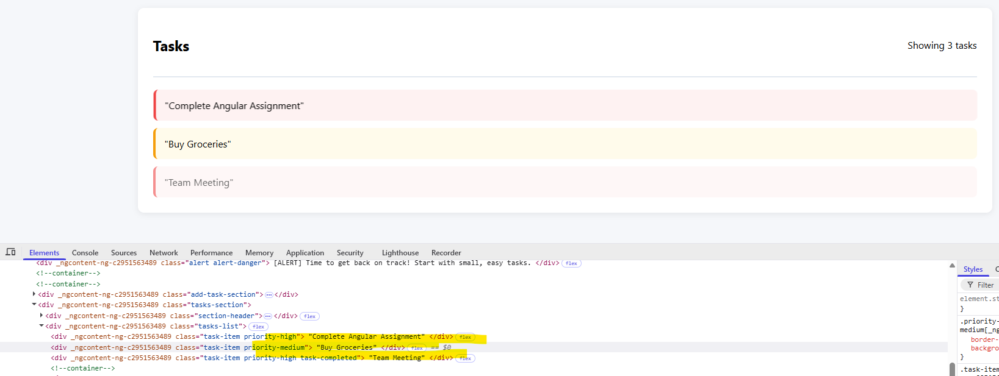 Tasks
Showing 3 tasks
"Complete Angular Assignment"
"Buy Groceries"
"Team Meeting"
Elements Console Sources Network Performance Memory Application Security Lighthouse Recorder
<div _ngcontent-ng-c2951563489 class="alert alert-danger"> [ALERT] Time to get back on track! Start with small, easy tasks. </div> flex
<!--container-->
<!--container-->
<div _ngcontent-ng-c2951563489 class="add-task-section"> … </div>
<div _ngcontent-ng-c2951563489 class="tasks-section">
<div _ngcontent-ng-c2951563489 class="section-header"> … </div> flex
<div _ngcontent-ng-c2951563489 class="tasks-list"> flex
<div _ngcontent-ng-c2951563489 class="task-item priority-high"> "Complete Angular Assignment" </div> flex
<div _ngcontent-ng-c2951563489 class="task-item priority-medium"> "Buy Groceries" </div> flex == $0
<div _ngcontent-ng-c2951563489 class="task-item priority-high task-completed"> "Team Meeting" </div> flex
<!--container-->
Styles C
Filter
element.st
}
.priority-
medium[_ng
border-
backgro
}
.task-item